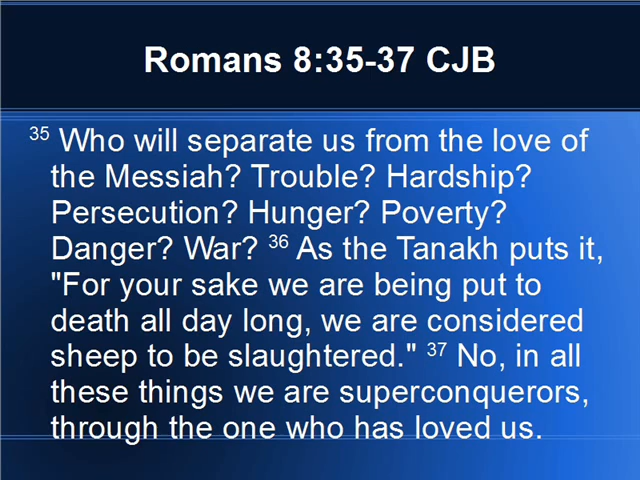 Romans 8:35-37 CJB
35 Who will separate us from the love of
the Messiah? Trouble? Hardship?
Persecution? Hunger? Poverty?
Danger? War? 36 As the Tanakh puts it,
"For your sake we are being put to
death all day long, we are considered
sheep to be slaughtered." 37 No, in all
these things we are superconquerors,
through the one who has loved us.